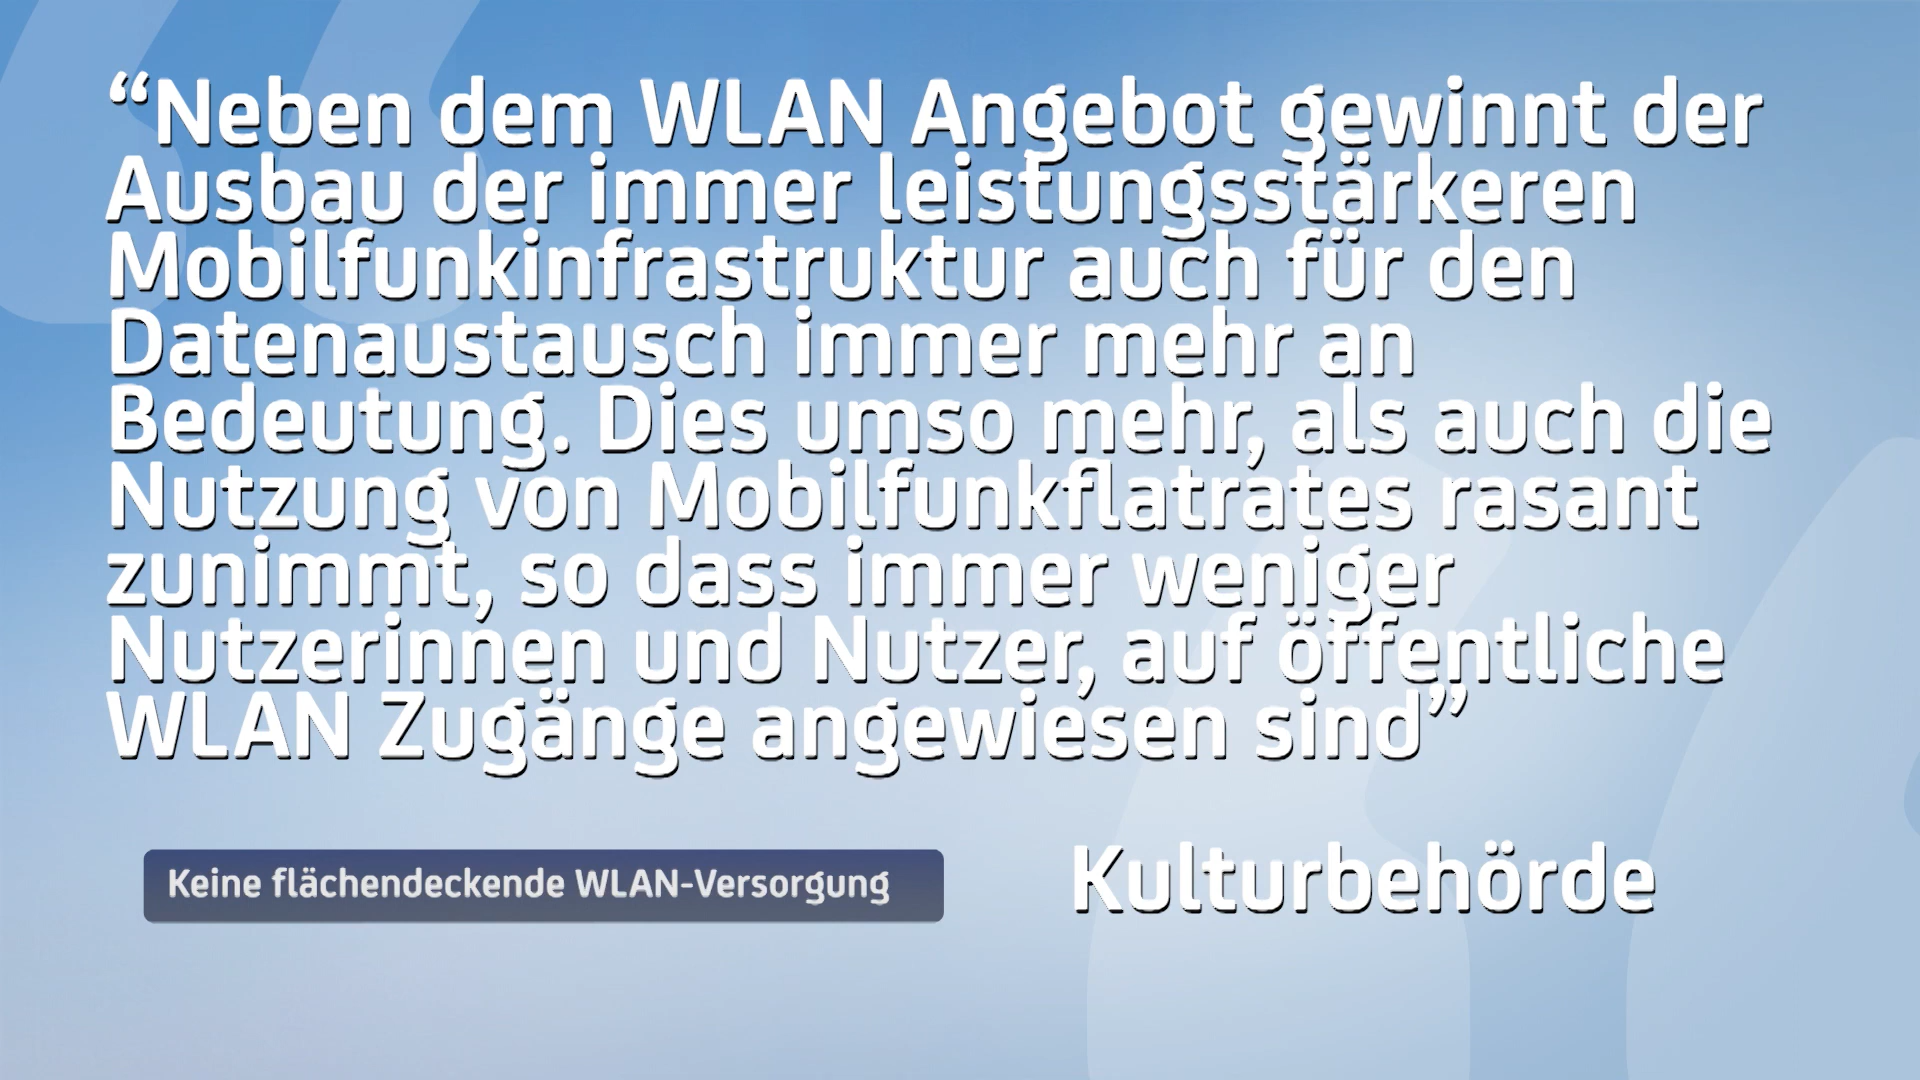 “Neben dem WLAN Angebot gewinnt der
Ausbau der immer leistungsstärkeren
Mobilfunkinfrastruktur auch für den
Datenaustausch immer mehr an
Bedeutung. Dies umso mehr, als auch die
Nutzung von Mobilfunkflatrates rasant
zunimmt, so dass immer weniger
Nutzerinnen und Nutzer, auf öffentliche
WLAN Zugänge angewiesen sind”
Keine flächendeckende WLAN-Versorgung
Kulturbehörde